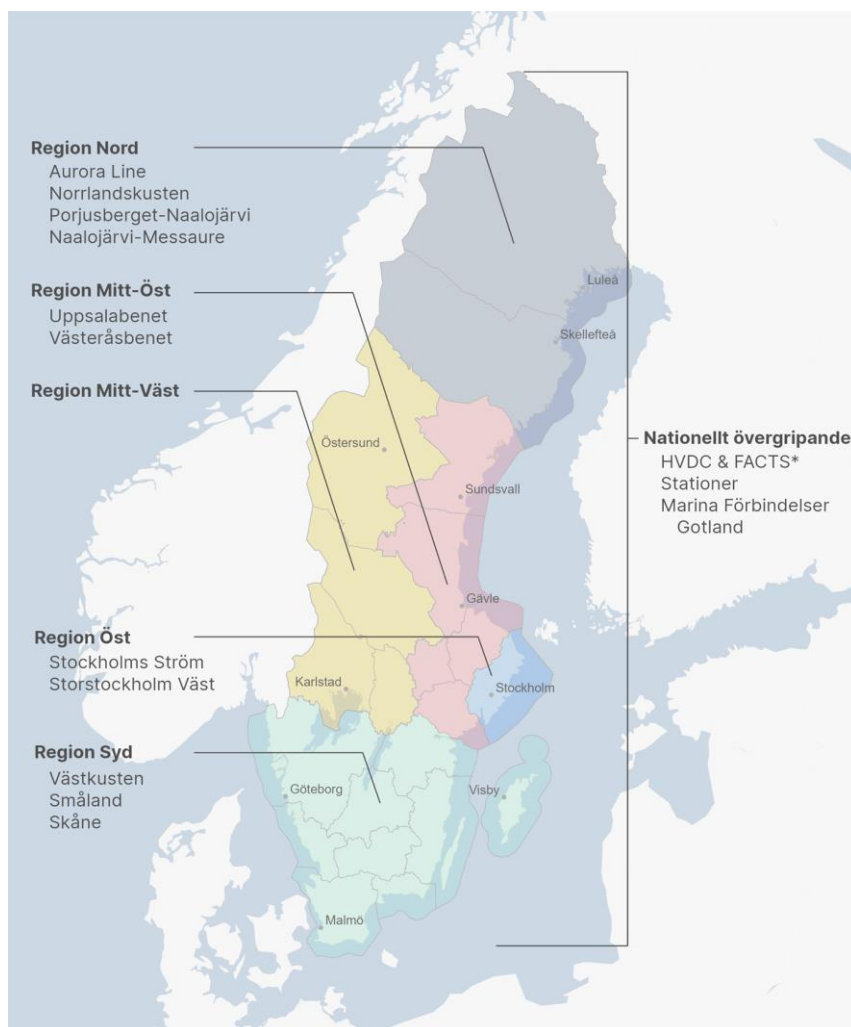 Region Nord
Aurora Line
Norrlandskusten
Porjusberget-Naalojärvi
Naalojärvi-Messaure
Region Mitt-Öst
Uppsalabenet
Västeråsbenet
Region Mitt-Väst
Region Öst
Stockholms Ström
Storstockholm Väst
Region Syd
Västkusten
Småland
Skåne
Luleå
Skellefteå
Östersund
Sundsvall
Gävle
Karlstad
Stockholm
Göteborg
Visby
Malmö
Nationellt övergripande
HVDC & FACTS*
Stationer
Marina Förbindelser
Gotland